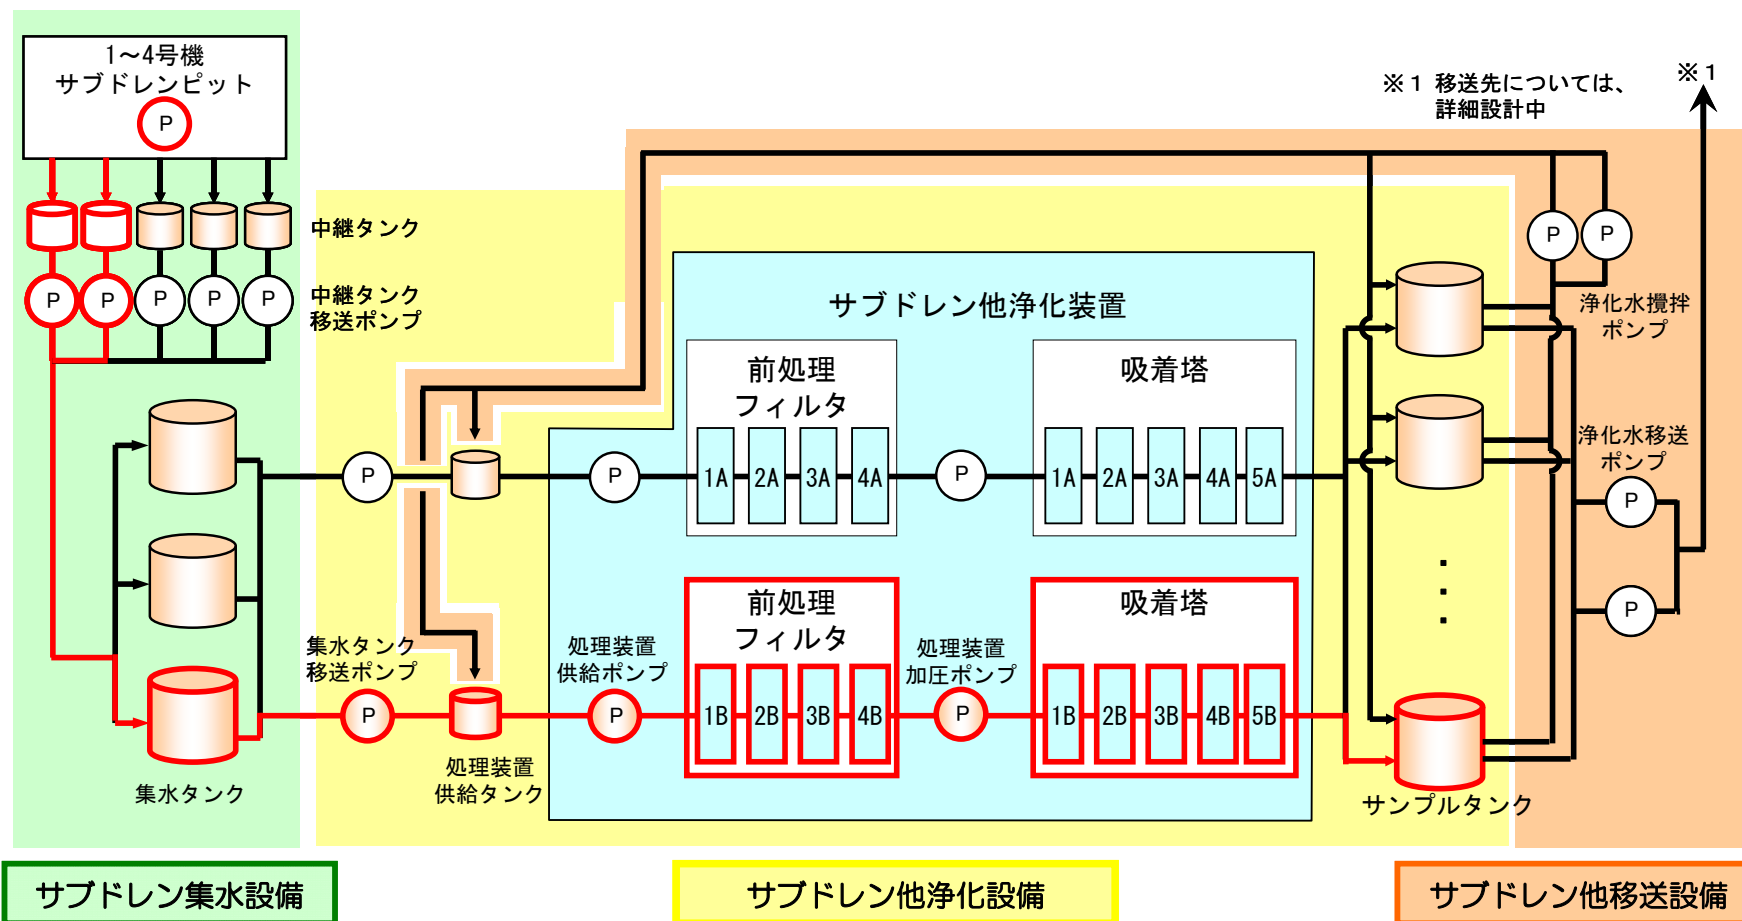 1～4号機
サブドレンピット
P
※１ 移送先については、
詳細設計中
※１
中継タンク
P P P P P
中継タンク
移送ポンプ
P P
浄化水攪拌
ポンプ
サブドレン他浄化装置
前処理
フィルタ
吸着塔
P
P
1A 2A 3A 4A
P
1A 2A 3A 4A 5A
浄化水移送
ポンプ
P
P
集水タンク
移送ポンプ
P
処理装置
供給ポンプ
P
前処理
フィルタ
1B 2B 3B 4B
処理装置
加圧ポンプ
P
吸着塔
1B 2B 3B 4B 5B
集水タンク
処理装置
供給タンク
サンプルタンク
サブドレン集水設備
サブドレン他浄化設備
サブドレン他移送設備